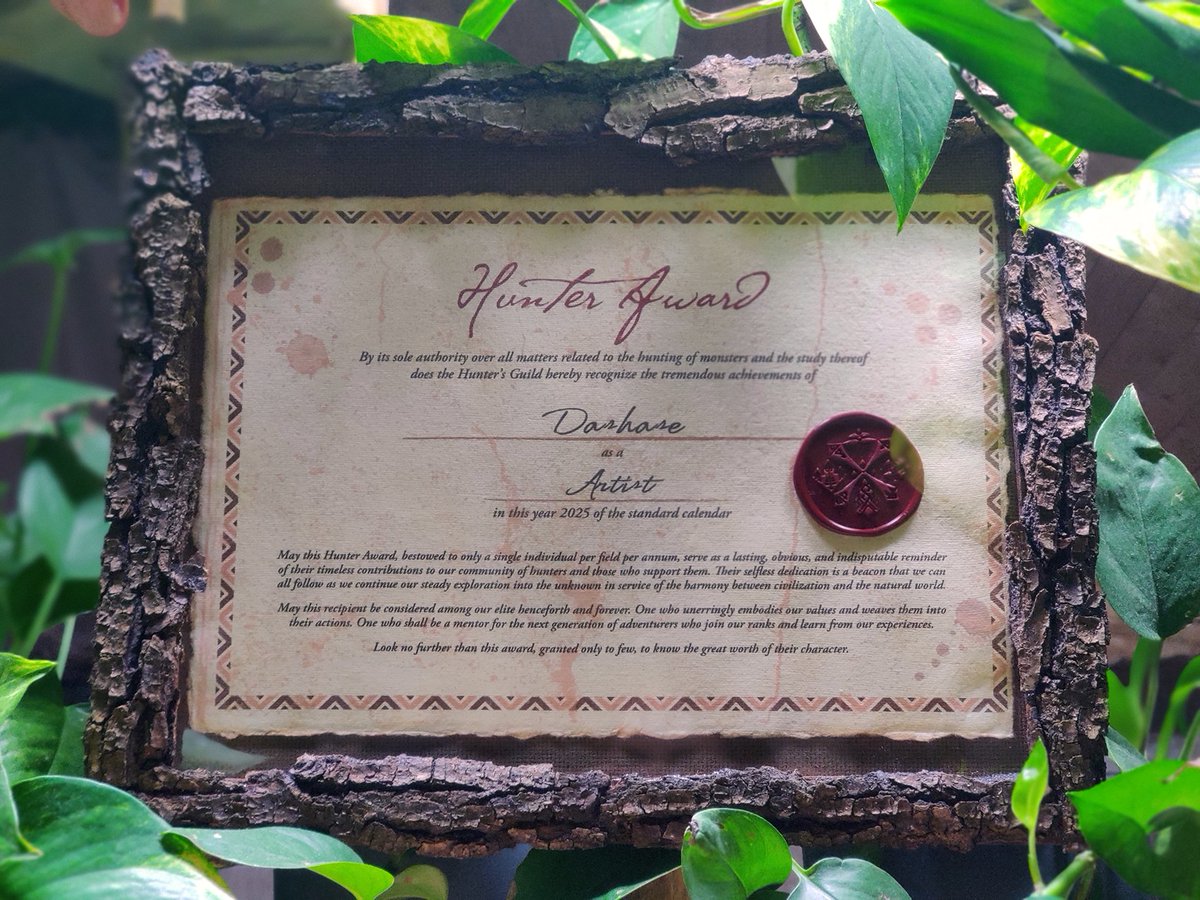 Hunter Award
By its sole authority over all matters related to the hunting of monsters and the study thereof
does the Hunter's Guild hereby recognize the tremendous achievements of
Darhare
as a
Artist
in this year 2025 of the standard calendar
May this Hunter Award, bestowed to only a single individual per field per annum, serve as a lasting, obvious, and indisputable reminder
of their timeless contributions to our community of hunters and those who support them. Their selfless dedication is a beacon that we can
all follow as we continue our steady exploration into the unknown in service of the harmony between civilization and the natural world.
May this recipient be considered among our elite henceforth and forever. One who unerringly embodies our values and weaves them into
their actions. One who shall be a mentor for the next generation of adventurers who join our ranks and learn from our experiences.
Look no further than this award, granted only to few, to know the great worth of their character.